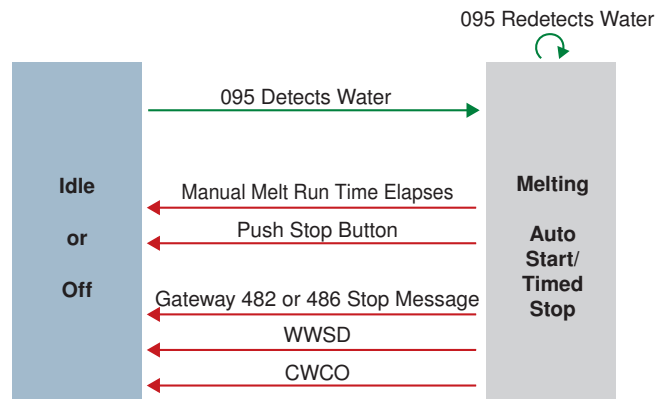 095 Redetects Water
095 Detects Water
Idle
or
Off
Manual Melt Run Time Elapses
Push Stop Button
Gateway 482 or 486 Stop Message
WWSD
CWCO
Melting
Auto
Start/
Timed
Stop